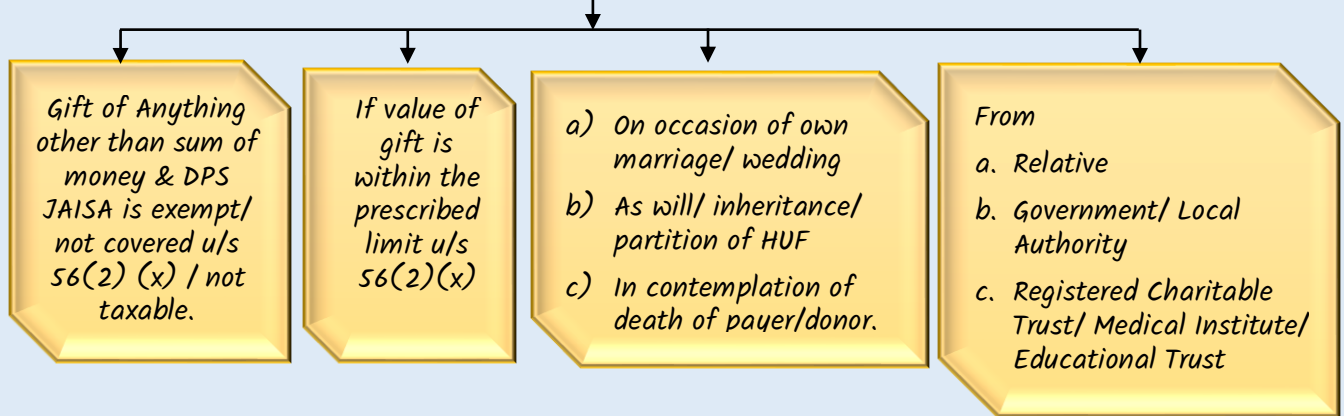 Gift of Anything
other than sum of
money & DPS
JAISA is exempt/
not covered u/s
56(2) (x) / not
taxable.
If value of
gift is
within the
prescribed
limit u/s
56(2)(x)
a) On occasion of own
marriage/ wedding
b) As will/ inheritance/
partition of HUF
c) In contemplation of
death of payer/donor.
From
a. Relative
b. Government/ Local
Authority
c. Registered Charitable
Trust/ Medical Institute/
Educational Trust